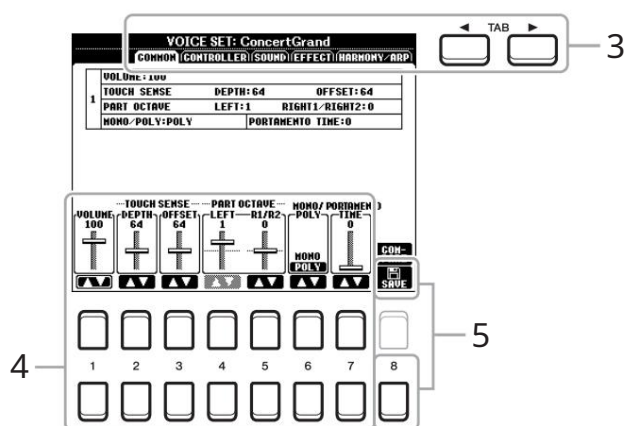 ◀ TAB ▶
3
VOICE SET: ConcertGrand
COMMON CONTROLLER SOUND EFFECT HARMONY/ARP
VOLUME:100
1
TOUCH SENSE DEPTH:64 OFFSET:64
PART OCTAVE LEFT:1 RIGHT1/RIGHT2:0
MONO/POLY:POLY PORTAMENTO TIME:0
TOUCH SENSE PART OCTAVE MONO/ PORTAMENTO
VOLUME DEPTH OFFSET LEFT R1/R2 POLY TIME
100 64 64 1 0 0
MONO
POLY
COM-
SAVE
4
5
1 2 3 4 5 6 7 8